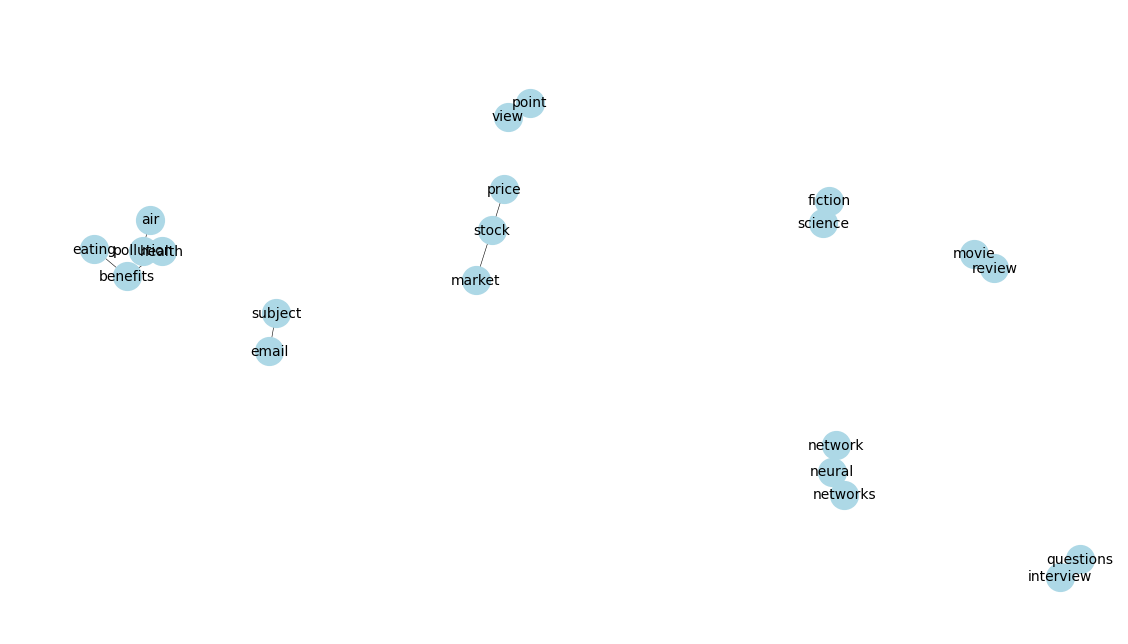 point
view
price
fiction
air
science
stock
eating
pollution
health
movie
review
benefits
market
subject
email
network
neural
networks
questions
interview